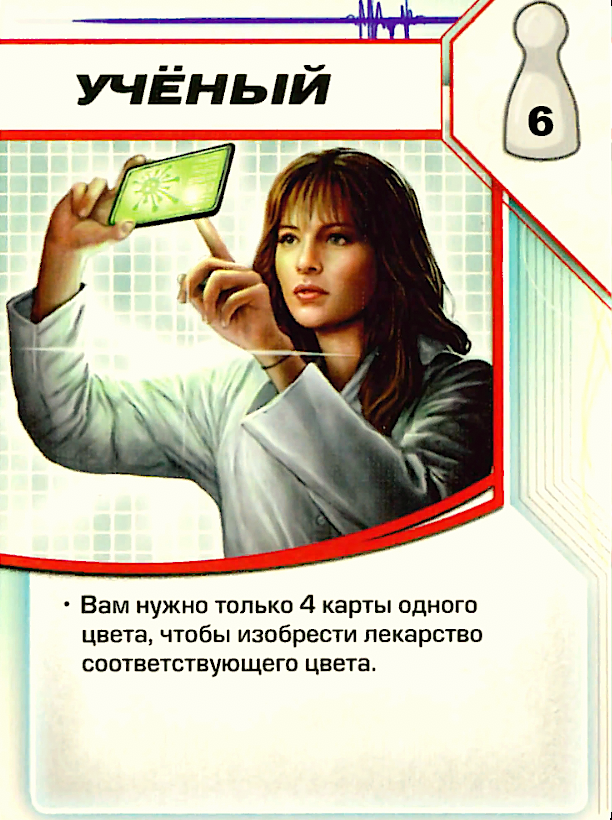 УЧЁНЫЙ
6
• Вам нужно только 4 карты одного
цвета, чтобы изобрести лекарство
соответствующего цвета.